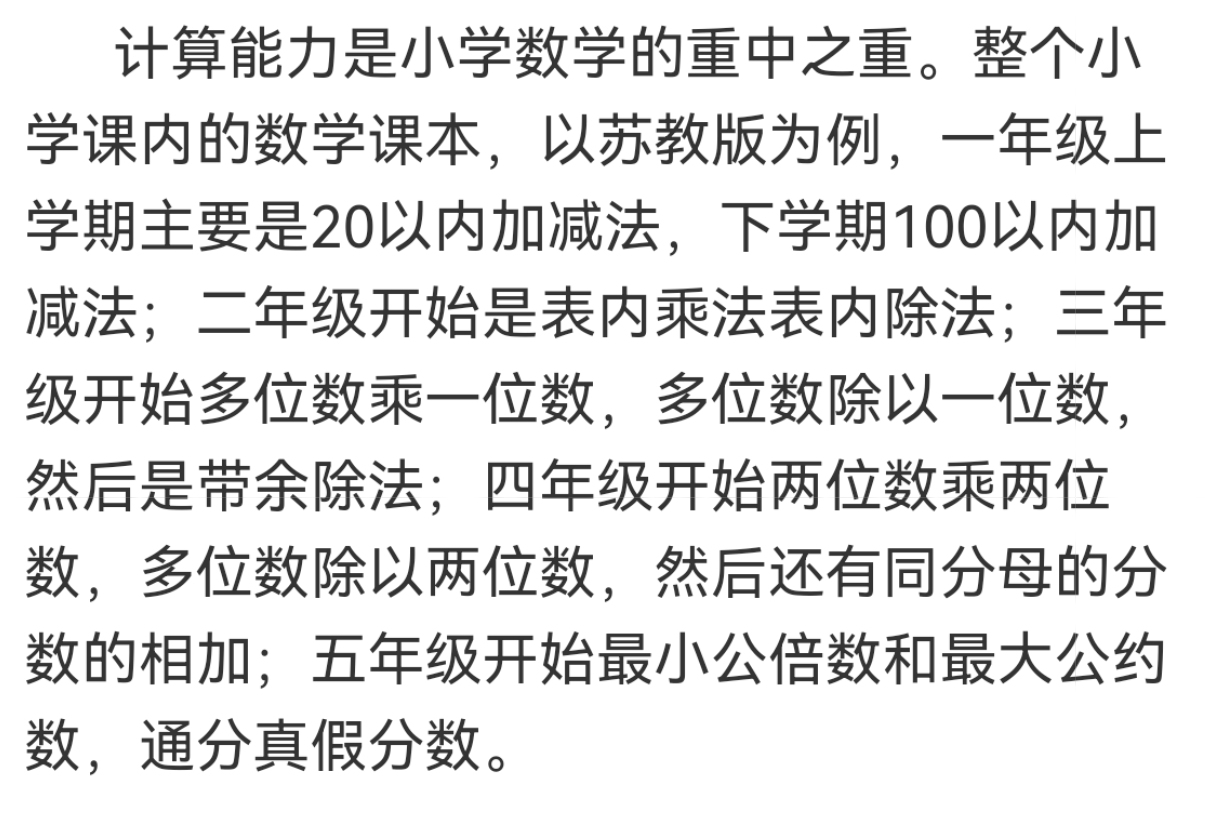 计算能力是小学数学的重中之重。整个小
学课内的数学课本，以苏教版为例，一年级上
学期主要是20以内加减法，下学期100以内加
减法；二年级开始是表内乘法表内除法；三年
级开始多位数乘一位数，多位数除以一位数，
然后是带余除法；四年级开始两位数乘两位
数，多位数除以两位数，然后还有同分母的分
数的相加；五年级开始最小公倍数和最大公约
数，通分真假分数。